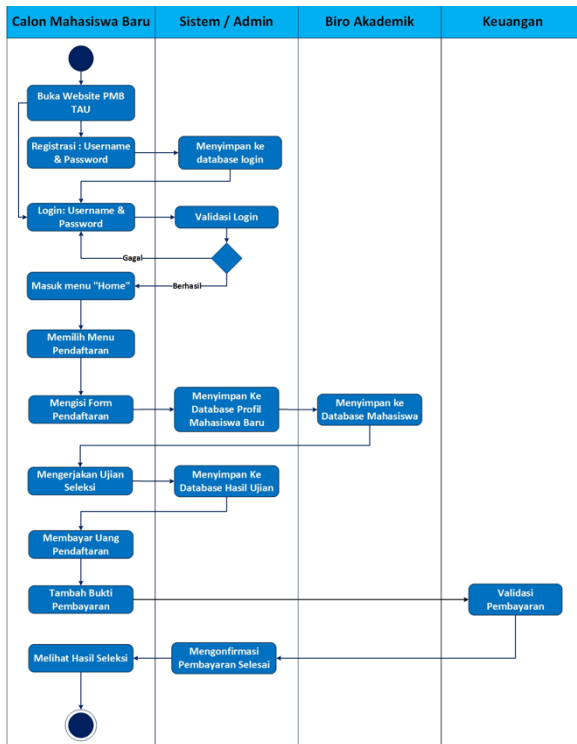 Calon Mahasiswa Baru
Sistem / Admin
Biro Akademik
Keuangan
Buka Website PMB
TAU
Registrasi : Username
& Password
Menyimpan ke
database login
Login: Username &
Password
Validasi Login
Gagal
Berhasil
Masuk menu "Home"
Memilih Menu
Pendaftaran
Mengisi Form
Pendaftaran
Menyimpan Ke
Database Profil
Mahasiswa Baru
Menyimpan ke
Database Mahasiswa
Mengerjakan Ujian
Seleksi
Menyimpan Ke
Database Hasil Ujian
Membayar Uang
Pendaftaran
Tambah Bukti
Pembayaran
Validasi
Pembayaran
Mengonfirmasi
Pembayaran Selesai
Melihat Hasil Seleksi